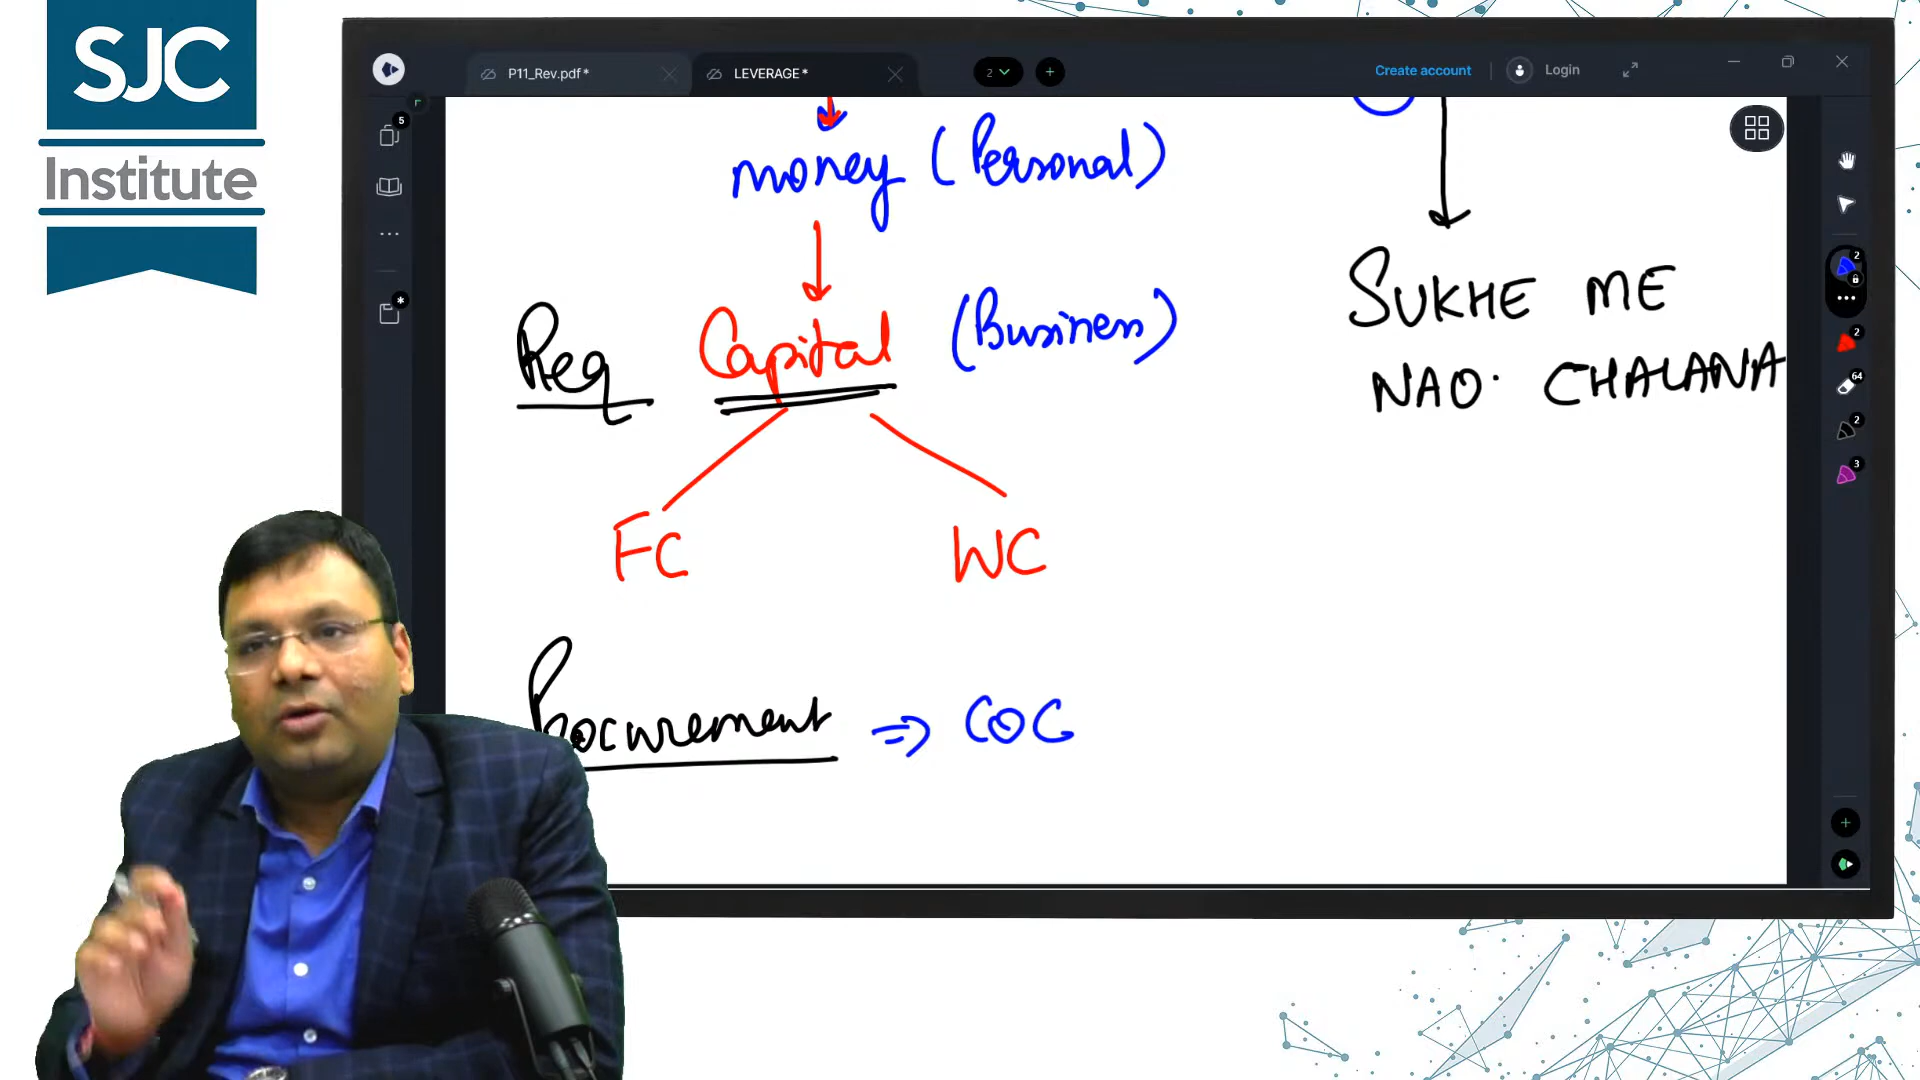 SJC
Institute
P11_Rev.pdf*
LEVERAGE*
2
Create account
Login
5
money (Personal)
Req Capital (Business)
FC WC
Procurement ⇒ COC
SUKHE ME
NAO. CHALANA
2
2
64
2
3